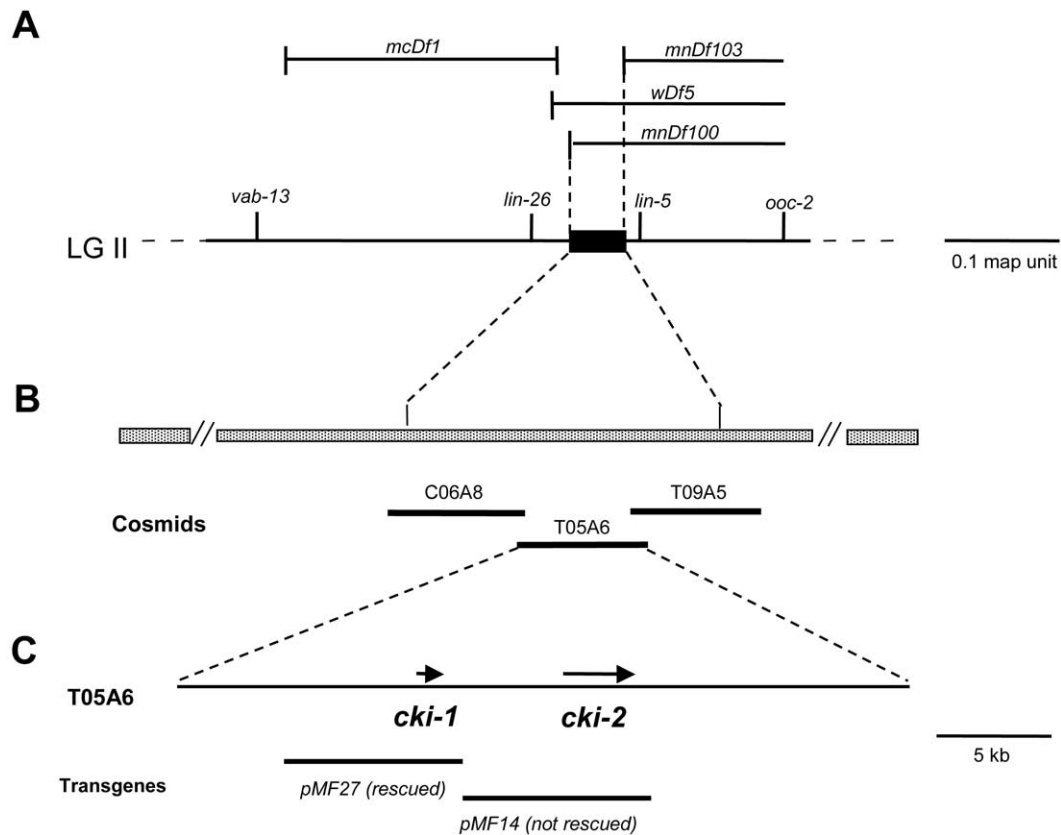 A
mcDf1
mnDf103
wDf5
mnDf100
vab-13
lin-26
lin-5
ooc-2
LG II
0.1 map unit
B
C06A8
T09A5
Cosmids
T05A6
C
T05A6
cki-1
cki-2
5 kb
Transgenes
pMF27 (rescued)
pMF14 (not rescued)